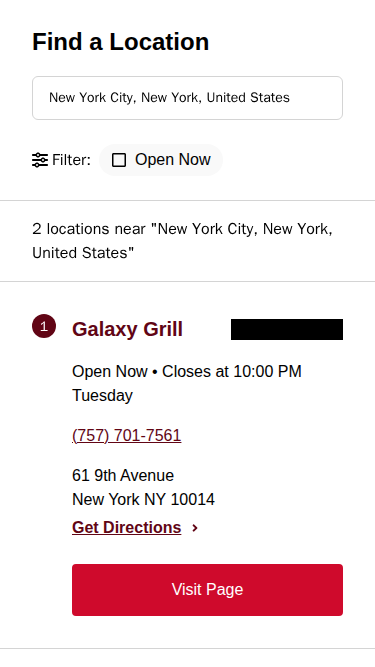 Find a Location
New York City, New York, United States
Filter:
Open Now
2 locations near "New York City, New York,
United States"
1
Galaxy Grill
Open Now • Closes at 10:00 PM
Tuesday
(757) 701-7561
61 9th Avenue
New York NY 10014
Get Directions
Visit Page